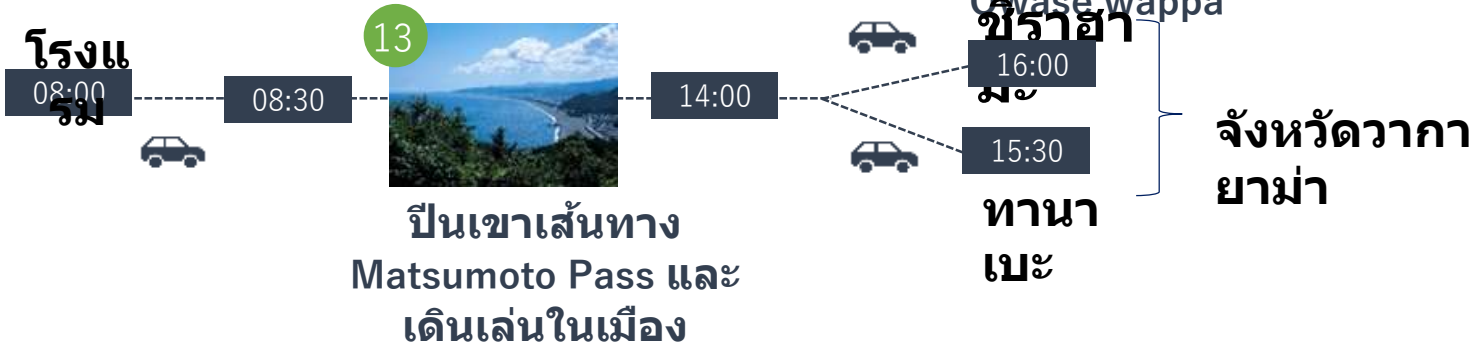 Owase wappa
โรงแ
รม
08:00
08:30
13
14:00
ชิราฮา
มะ
16:00
15:30
ทานา
เบะ
จังหวัดวากา
ยาม่า
ปีนเขาเส้นทาง
Matsumoto Pass และ
เดินเล่นในเมือง